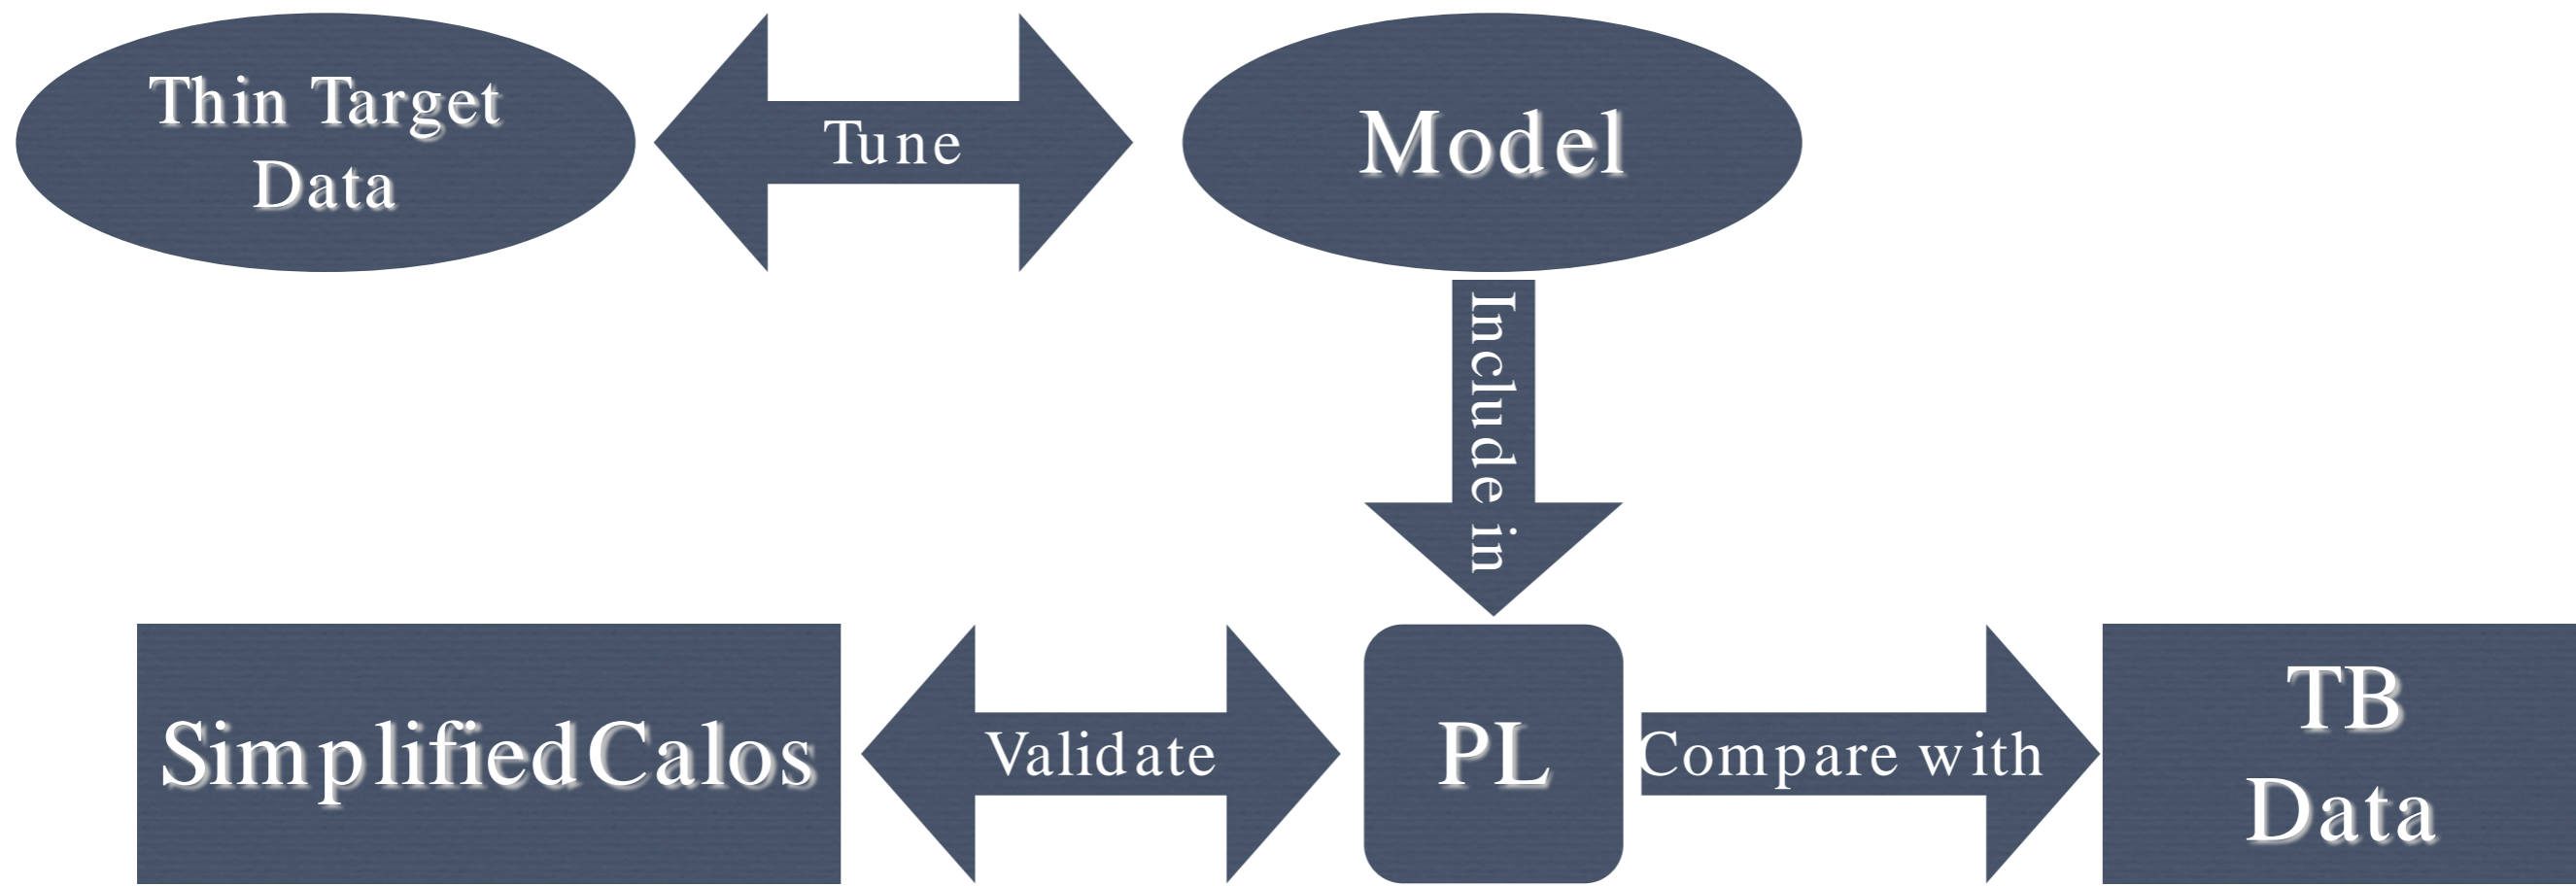 Thin Target
Data
Tune
Model
Include in
SimplifiedCalos
Validate
PL
Compare with
TB
Data